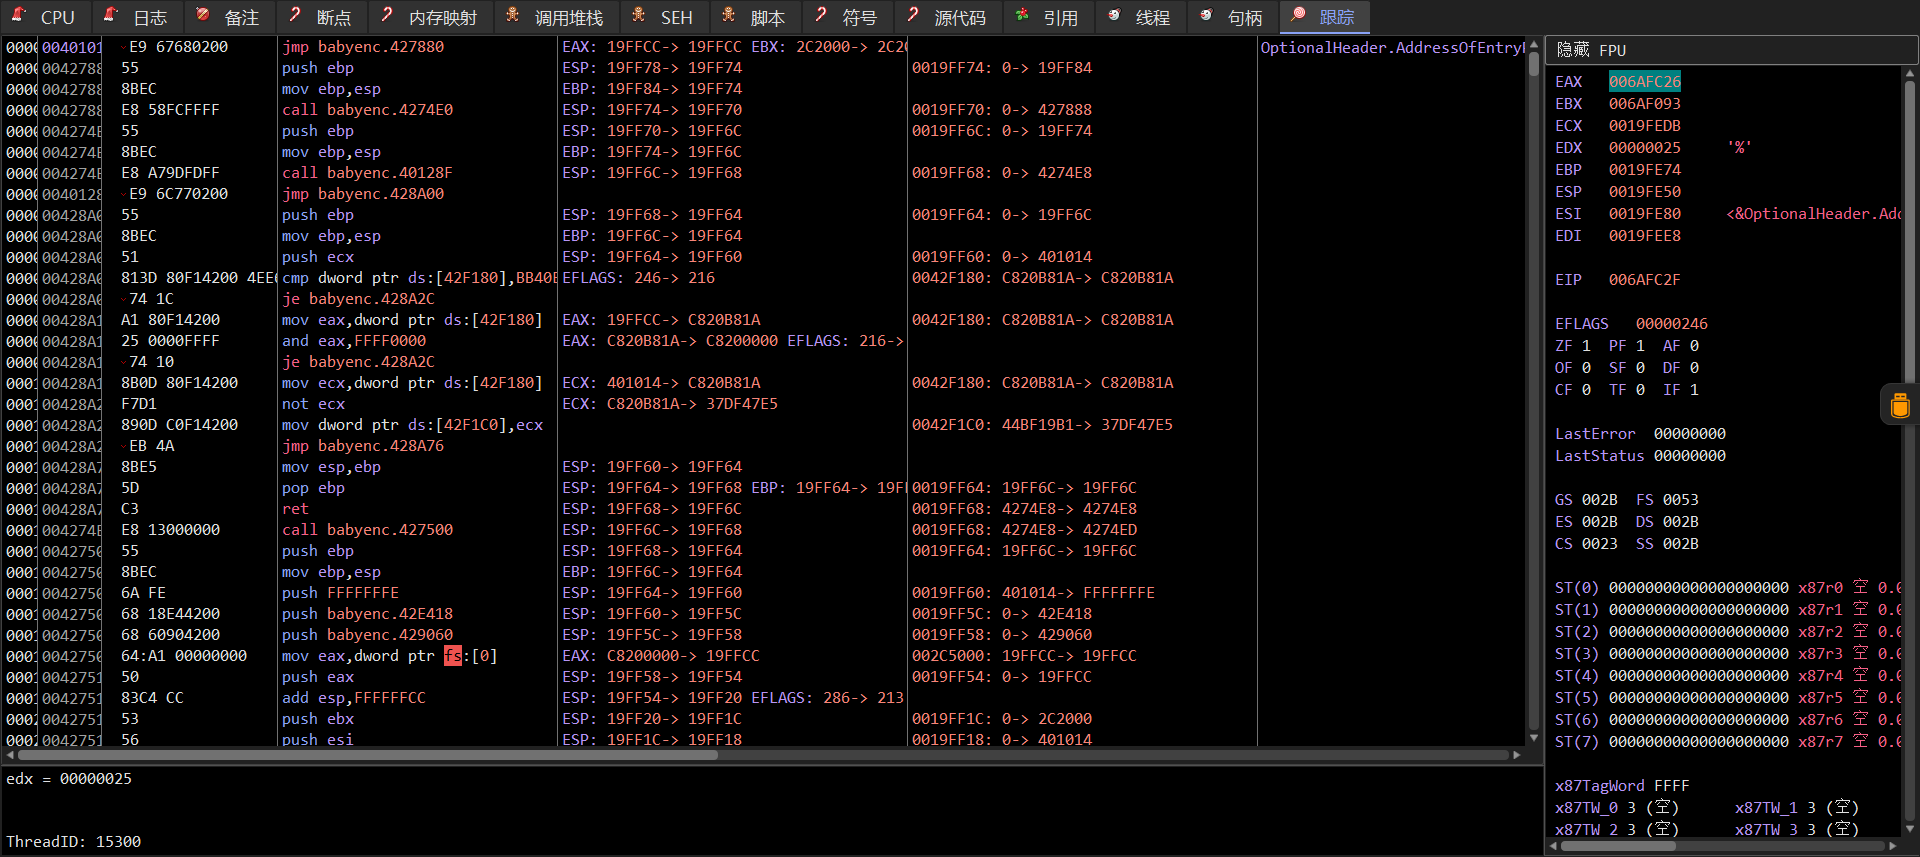 CPU 日志 备注 断点 内存映射 调用堆栈 SEH 脚本 符号 源代码 引用 线程 句柄 跟踪
0000 0040101 E9 67680200 jmp babyenc.427880 EAX: 19FFCC-> 19FFCC EBX: 2C2000-> 2C20 OptionalHeader.AddressOfEntryP
0000 0042788 55 push ebp ESP: 19FF78-> 19FF74 0019FF74: 0-> 19FF84
0000 0042788 8BEC mov ebp,esp EBP: 19FF84-> 19FF74
0000 0042788 E8 58FCFFFF call babyenc.4274E0 ESP: 19FF74-> 19FF70 0019FF70: 0-> 427888
0000 004274E 55 push ebp ESP: 19FF70-> 19FF6C 0019FF6C: 0-> 19FF74
0000 004274E 8BEC mov ebp,esp EBP: 19FF74-> 19FF6C
0000 004274E E8 A79DFDFF call babyenc.40128F ESP: 19FF6C-> 19FF68 0019FF68: 0-> 4274E8
0000 0040128 E9 6C770200 jmp babyenc.428A00
0000 00428A0 55 push ebp ESP: 19FF68-> 19FF64 0019FF64: 0-> 19FF6C
0000 00428A0 8BEC mov ebp,esp EBP: 19FF6C-> 19FF64
0000 00428A0 51 push ecx ESP: 19FF64-> 19FF60 0019FF60: 0-> 401014
0000 00428A0 813D 80F14200 4EE6 cmp dword ptr ds:[42F180],BB40E EFLAGS: 246-> 216 0042F180: C820B81A-> C820B81A
0000 00428A0 74 1C je babyenc.428A2C
0000 00428A1 A1 80F14200 mov eax,dword ptr ds:[42F180] EAX: 19FFCC-> C820B81A 0042F180: C820B81A-> C820B81A
0000 00428A1 25 0000FFFF and eax,FFFF0000 EAX: C820B81A-> C8200000 EFLAGS: 216->
0000 00428A1 74 10 je babyenc.428A2C
0001 00428A1 8B0D 80F14200 mov ecx,dword ptr ds:[42F180] ECX: 401014-> C820B81A 0042F180: C820B81A-> C820B81A
0001 00428A2 F7D1 not ecx ECX: C820B81A-> 37DF47E5
0001 00428A2 890D C0F14200 mov dword ptr ds:[42F1C0],ecx 0042F1C0: 44BF19B1-> 37DF47E5
0001 00428A2 EB 4A jmp babyenc.428A76
0001 00428A7 8BE5 mov esp,ebp ESP: 19FF60-> 19FF64
0001 00428A7 5D pop ebp ESP: 19FF64-> 19FF68 EBP: 19FF64-> 19FF 0019FF64: 19FF6C-> 19FF6C
0001 00428A7 C3 ret ESP: 19FF68-> 19FF6C 0019FF68: 4274E8-> 4274E8
0001 004274E E8 13000000 call babyenc.427500 ESP: 19FF6C-> 19FF68 0019FF68: 4274E8-> 4274ED
0001 0042750 55 push ebp ESP: 19FF68-> 19FF64 0019FF64: 19FF6C-> 19FF6C
0001 0042750 8BEC mov ebp,esp EBP: 19FF6C-> 19FF64
0001 0042750 6A FE push FFFFFFFE ESP: 19FF64-> 19FF60 0019FF60: 401014-> FFFFFFFE
0001 0042750 68 18E44200 push babyenc.42E418 ESP: 19FF60-> 19FF5C 0019FF5C: 0-> 42E418
0001 0042750 68 60904200 push babyenc.429060 ESP: 19FF5C-> 19FF58 0019FF58: 0-> 429060
0001 0042750 64:A1 00000000 mov eax,dword ptr fs:[0] EAX: C8200000-> 19FFCC 002C5000: 19FFCC-> 19FFCC
0001 0042751 50 push eax ESP: 19FF58-> 19FF54 0019FF54: 0-> 19FFCC
0001 0042751 83C4 CC add esp,FFFFFFCC ESP: 19FF54-> 19FF20 EFLAGS: 286-> 213
0002 0042751 53 push ebx ESP: 19FF20-> 19FF1C 0019FF1C: 0-> 2C2000
0002 0042751 56 push esi ESP: 19FF1C-> 19FF18 0019FF18: 0-> 401014
edx = 00000025
ThreadID: 15300
隐藏 FPU
EAX 006AFC26
EBX 006AF093
ECX 0019FEDB
EDX 00000025 '%'
EBP 0019FE74
ESP 0019FE50
ESI 0019FE80 <&OptionalHeader.Add
EDI 0019FEE8
EIP 006AFC2F
EFLAGS 00000246
ZF 1 PF 1 AF 0
OF 0 SF 0 DF 0
CF 0 TF 0 IF 1
LastError 00000000
LastStatus 00000000
GS 002B FS 0053
ES 002B DS 002B
CS 0023 SS 002B
ST(0) 00000000000000000000 x87r0 空 0.0
ST(1) 00000000000000000000 x87r1 空 0.0
ST(2) 00000000000000000000 x87r2 空 0.0
ST(3) 00000000000000000000 x87r3 空 0.0
ST(4) 00000000000000000000 x87r4 空 0.0
ST(5) 00000000000000000000 x87r5 空 0.0
ST(6) 00000000000000000000 x87r6 空 0.0
ST(7) 00000000000000000000 x87r7 空 0.0
x87TagWord FFFF
x87TW_0 3 (空) x87TW_1 3 (空)
x87TW_2 3 (空) x87TW_3 3 (空)